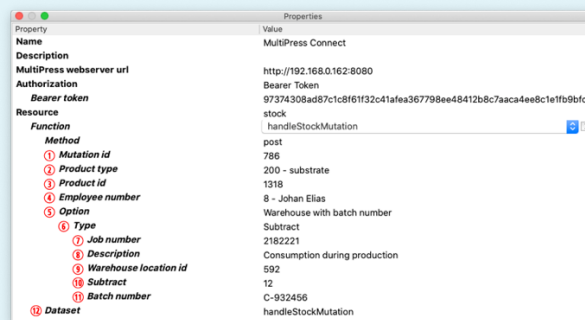 Properties
Property Value
Name MultiPress Connect
Description
MultiPress webserver url http://192.168.0.162:8080
Authorization Bearer Token
Bearer token 97374308ad87c1c8f61f32c41afea367798ee48412b8c7aaca4ee8c1e1fb9bfc
Resource stock
Function handleStockMutation
Method post
① Mutation id 786
② Product type 200 - substrate
③ Product id 1318
④ Employee number 8 - Johan Elias
⑤ Option Warehouse with batch number
⑥ Type Subtract
⑦ Job number 2182221
⑧ Description Consumption during production
⑨ Warehouse location id 592
⑩ Subtract 12
⑪ Batch number C-932456
⑫ Dataset handleStockMutation